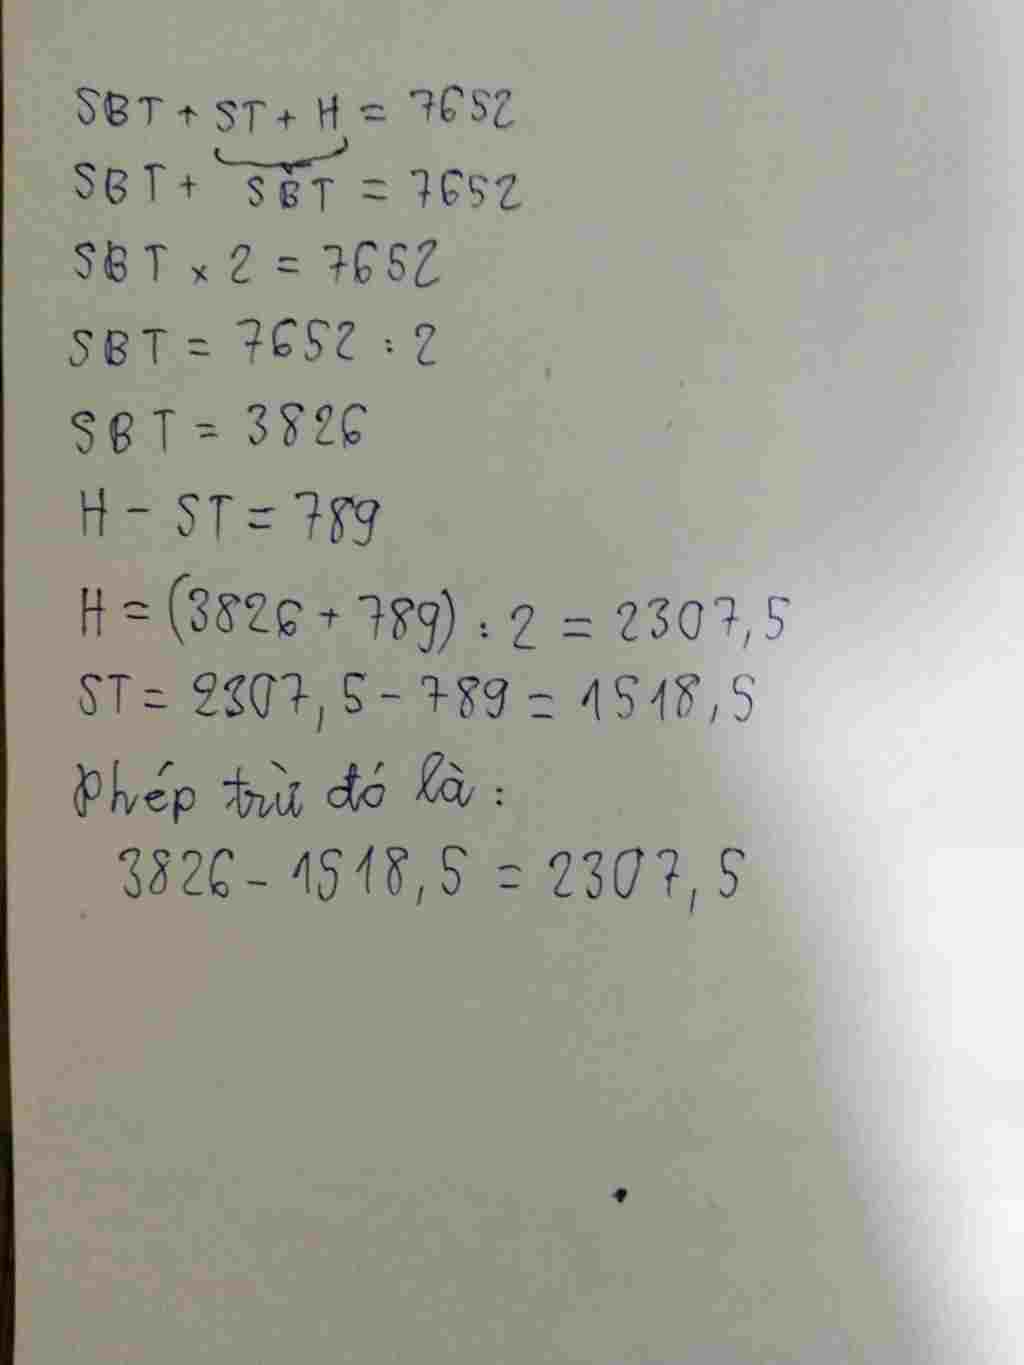 SBT + ST + H = 7652
SBT + SBT = 7652
SBT x 2 = 7652
SBT = 7652 : 2
SBT = 3826
H - ST = 789
H = (3826 + 789) : 2 = 2307,5
ST = 2307,5 - 789 = 1518,5
Phép trừ đó là :
3826 - 1518,5 = 2307,5